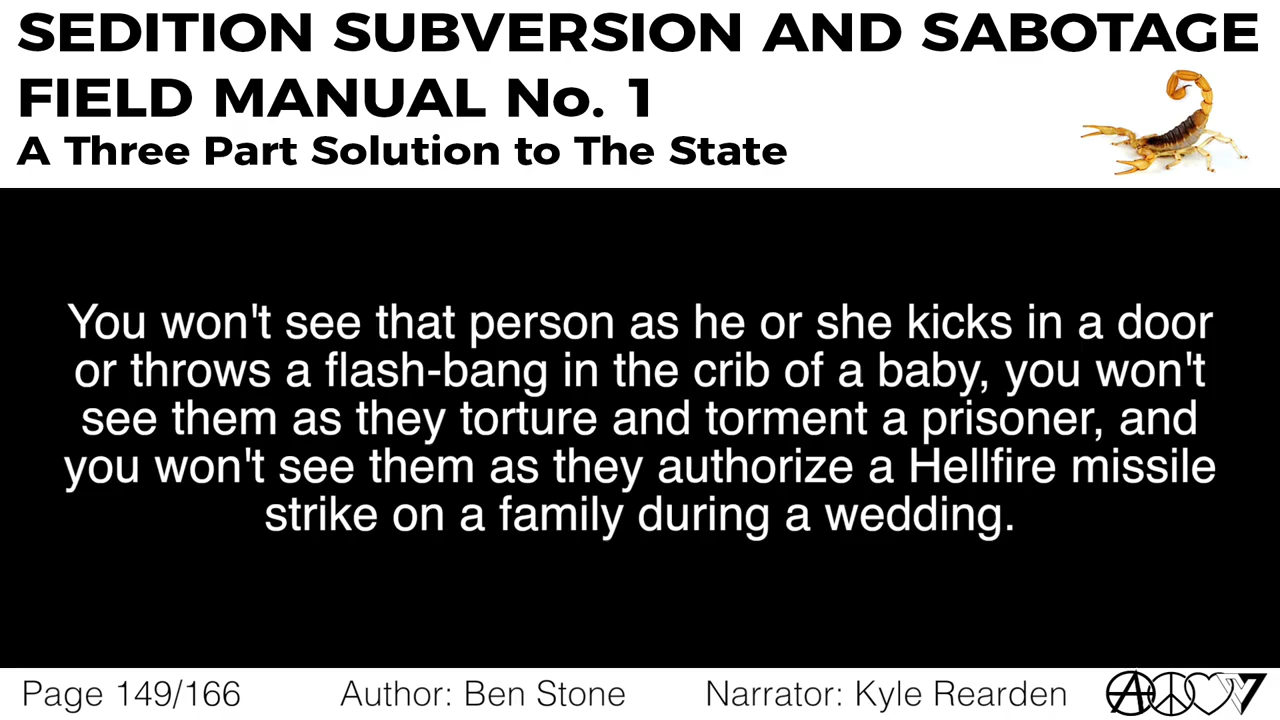 SEDITION SUBVERSION AND SABOTAGE
FIELD MANUAL No. 1
A Three Part Solution to The State
You won't see that person as he or she kicks in a door
or throws a flash-bang in the crib of a baby, you won't
see them as they torture and torment a prisoner, and
you won't see them as they authorize a Hellfire missile
strike on a family during a wedding.
Page 149/166 Author: Ben Stone Narrator: Kyle Rearden